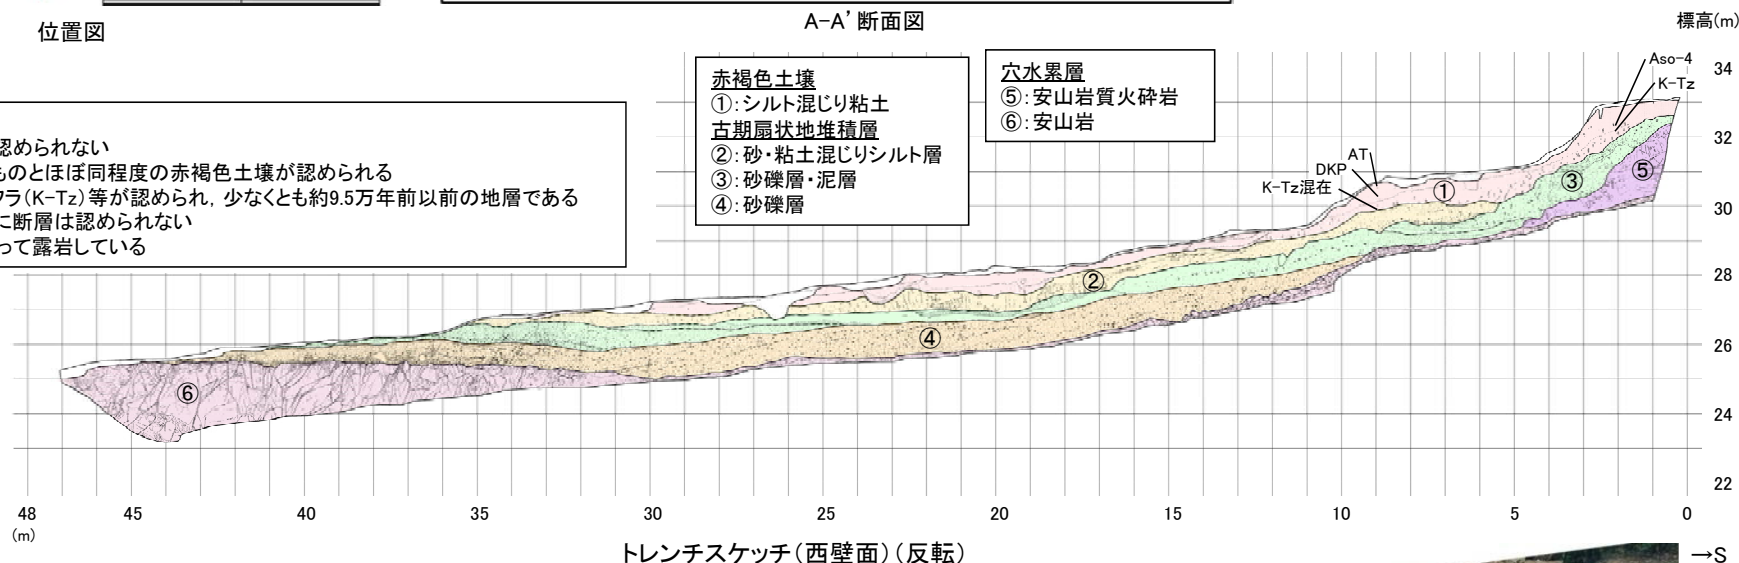 位置図
A-A’断面図
標高(m)
認められない
ものとほぼ同程度の赤褐色土壌が認められる
フラ(K-Tz)等が認められ，少なくとも約9.5万年前以前の地層である
に断層は認められない
って露岩している
赤褐色土壌
①：シルト混じり粘土
古期扇状地堆積層
②：砂・粘土混じりシルト層
③：砂礫層・泥層
④：砂礫層
穴水累層
⑤：安山岩質火砕岩
⑥：安山岩
Aso-4
K-Tz
AT
DKP
K-Tz混在
①
②
③
④
⑤
⑥
34
32
30
28
26
24
22
48 45 40 35 30 25 20 15 10 5 0
(m)
トレンチスケッチ（西壁面）（反転）
→S